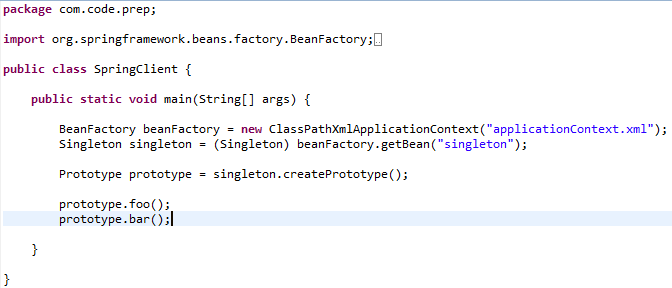 package com.code.prep;
import org.springframework.beans.factory.BeanFactory;
public class SpringClient {
public static void main(String[] args) {
BeanFactory beanFactory = new ClassPathXmlApplicationContext("applicationContext.xml");
Singleton singleton = (Singleton) beanFactory.getBean("singleton");
Prototype prototype = singleton.createPrototype();
prototype.foo();
prototype.bar();
}
}